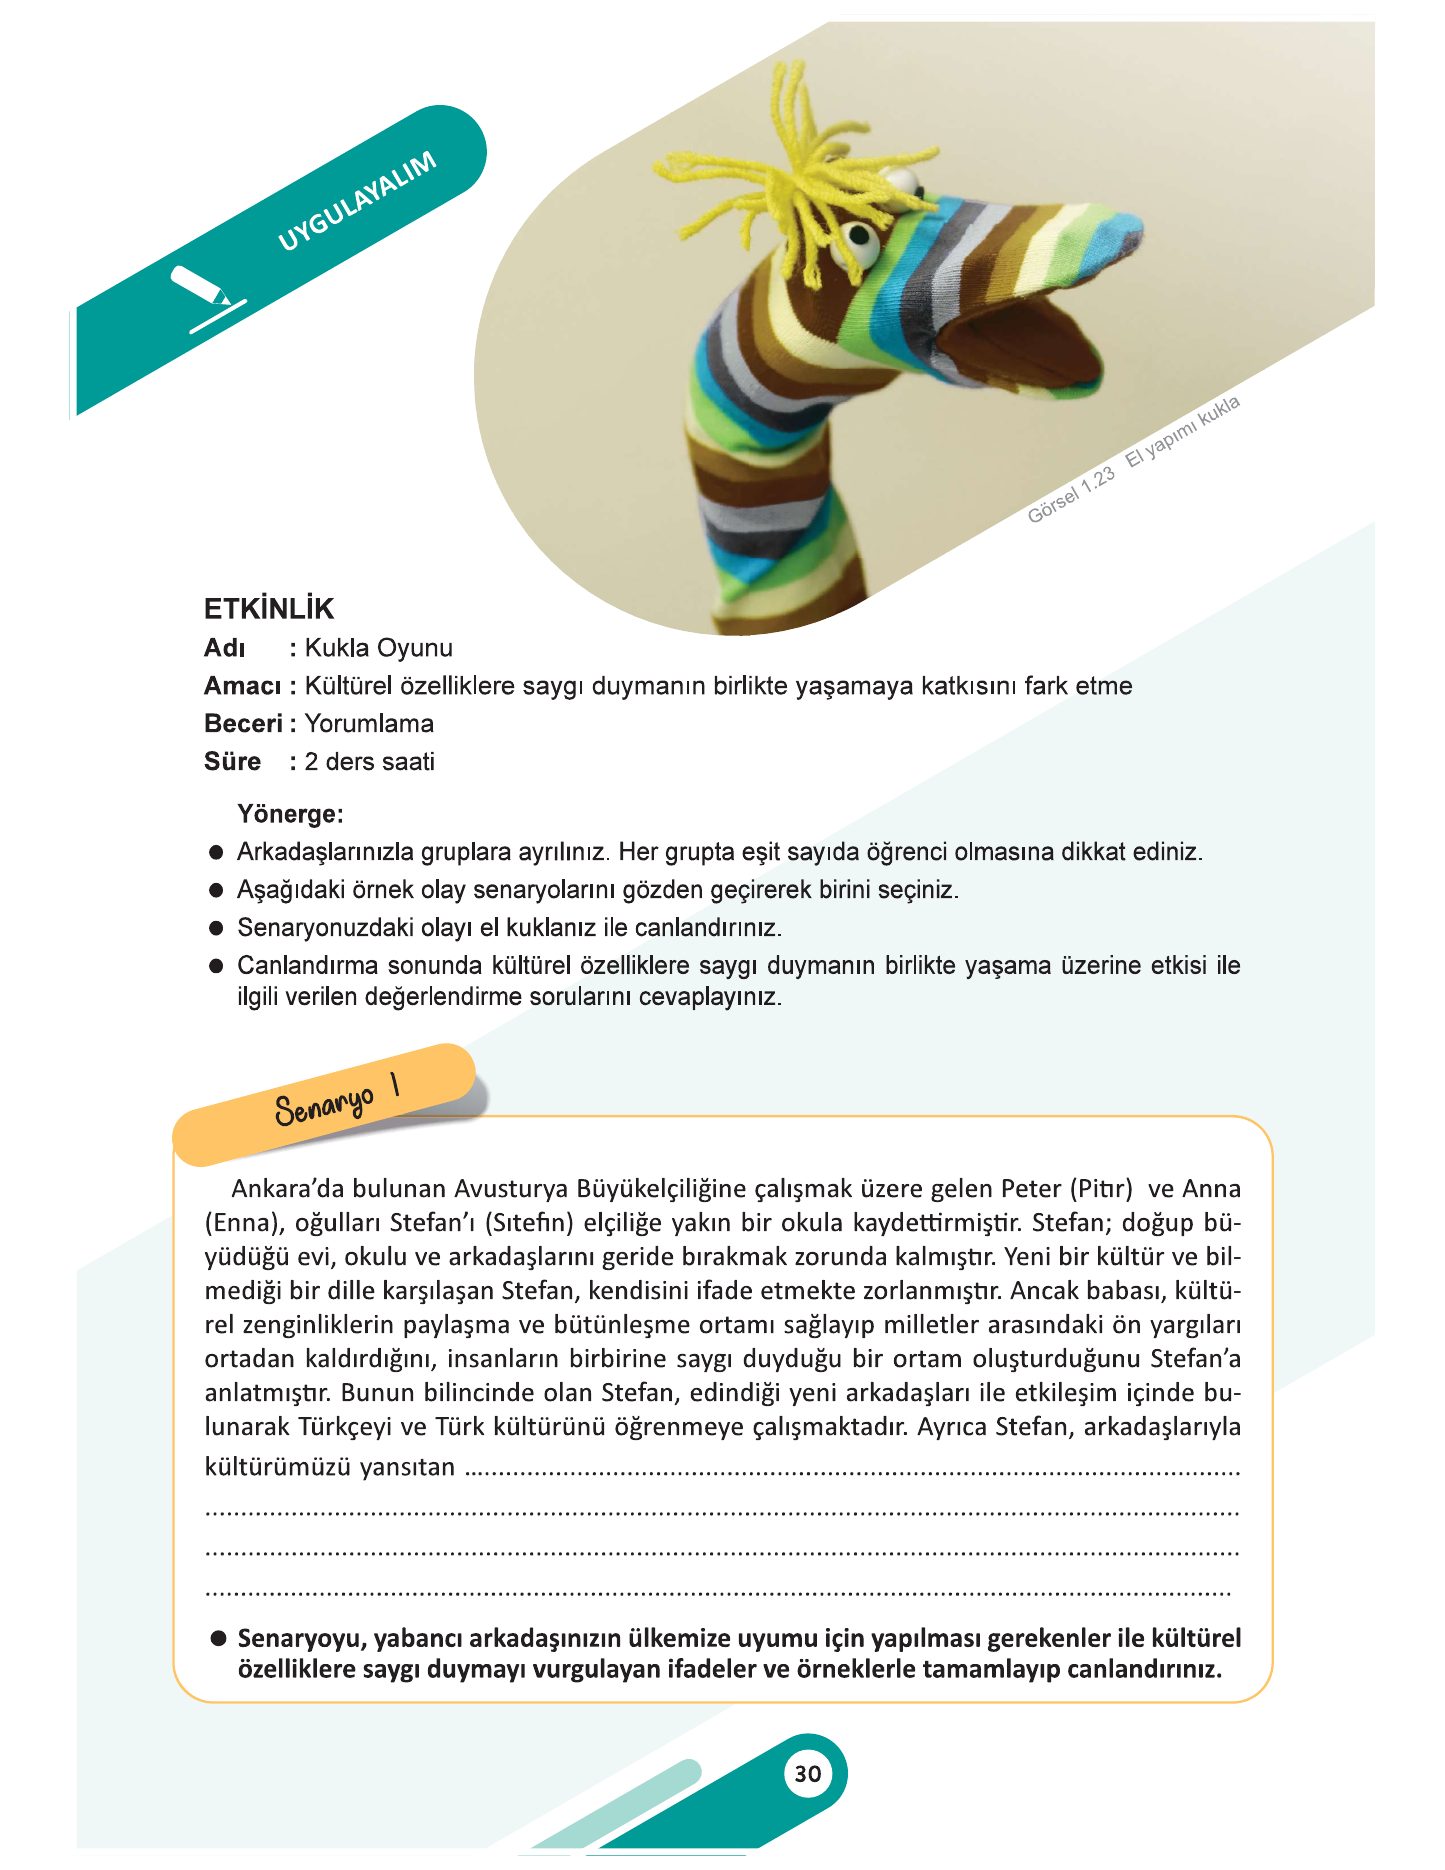 UYGULAYALIM
Görsel 1.23 El yapımı kukla
ETKİNLİK
Adı : Kukla Oyunu
Amacı : Kültürel özelliklere saygı duymanın birlikte yaşamaya katkısını fark etme
Beceri : Yorumlama
Süre : 2 ders saati
Yönerge:
● Arkadaşlarınızla gruplara ayrılınız. Her grupta eşit sayıda öğrenci olmasına dikkat ediniz.
● Aşağıdaki örnek olay senaryolarını gözden geçirerek birini seçiniz.
● Senaryonuzdaki olayı el kuklanız ile canlandırınız.
● Canlandırma sonunda kültürel özelliklere saygı duymanın birlikte yaşama üzerine etkisi ile
ilgili verilen değerlendirme sorularını cevaplayınız.
Senaryo 1
Ankara’da bulunan Avusturya Büyükelçiliğine çalışmak üzere gelen Peter (Pitır) ve Anna
(Enna), oğulları Stefan’ı (Sıtefın) elçiliğe yakın bir okula kaydettirmiştir. Stefan; doğup bü-
yüdüğü evi, okulu ve arkadaşlarını geride bırakmak zorunda kalmıştır. Yeni bir kültür ve bil-
mediği bir dille karşılaşan Stefan, kendisini ifade etmekte zorlanmıştır. Ancak babası, kültü-
rel zenginliklerin paylaşma ve bütünleşme ortamı sağlayıp milletler arasındaki ön yargıları
ortadan kaldırdığını, insanların birbirine saygı duyduğu bir ortam oluşturduğunu Stefan’a
anlatmıştır. Bunun bilincinde olan Stefan, edindiği yeni arkadaşları ile etkileşim içinde bu-
lunarak Türkçeyi ve Türk kültürünü öğrenmeye çalışmaktadır. Ayrıca Stefan, arkadaşlarıyla
kültürümüzü yansıtan ..........................................................................................................
..........................................................................................................
..........................................................................................................
..........................................................................................................
● Senaryoyu, yabancı arkadaşınızın ülkemize uyumu için yapılması gerekenler ile kültürel
özelliklere saygı duymayı vurgulayan ifadeler ve örneklerle tamamlayıp canlandırınız.
30